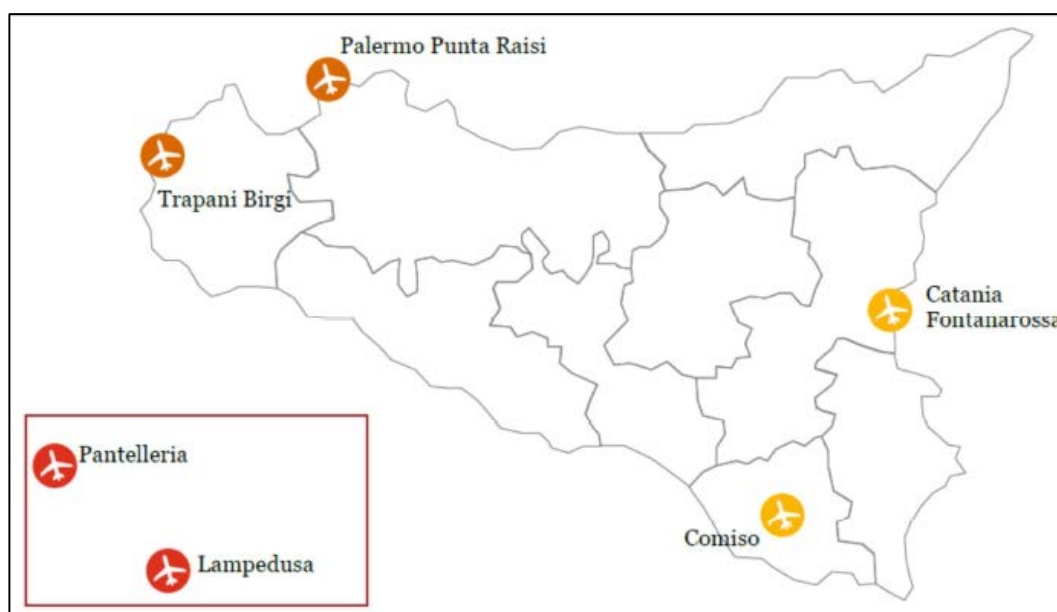 Palermo Punta Raisi
Trapani Birgi
Catania
Fontanarossa
Pantelleria
Comiso
Lampedusa